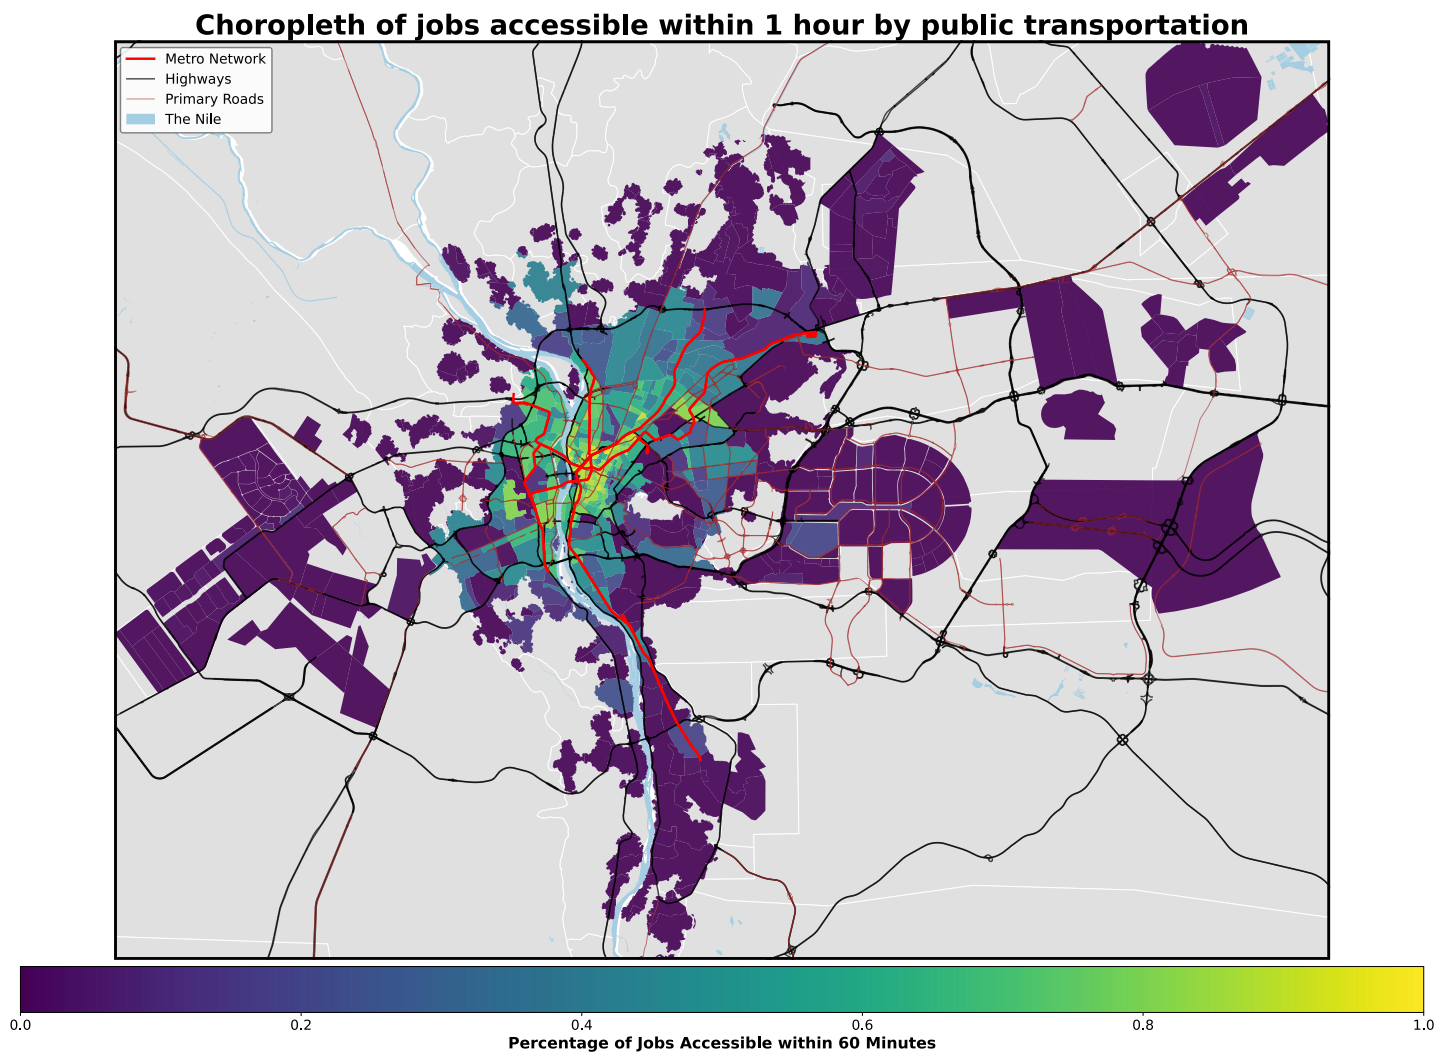 Choropleth of jobs accessible within 1 hour by public transportation
Metro Network
Highways
Primary Roads
The Nile
0.0 0.2 0.4 0.6 0.8 1.0
Percentage of Jobs Accessible within 60 Minutes